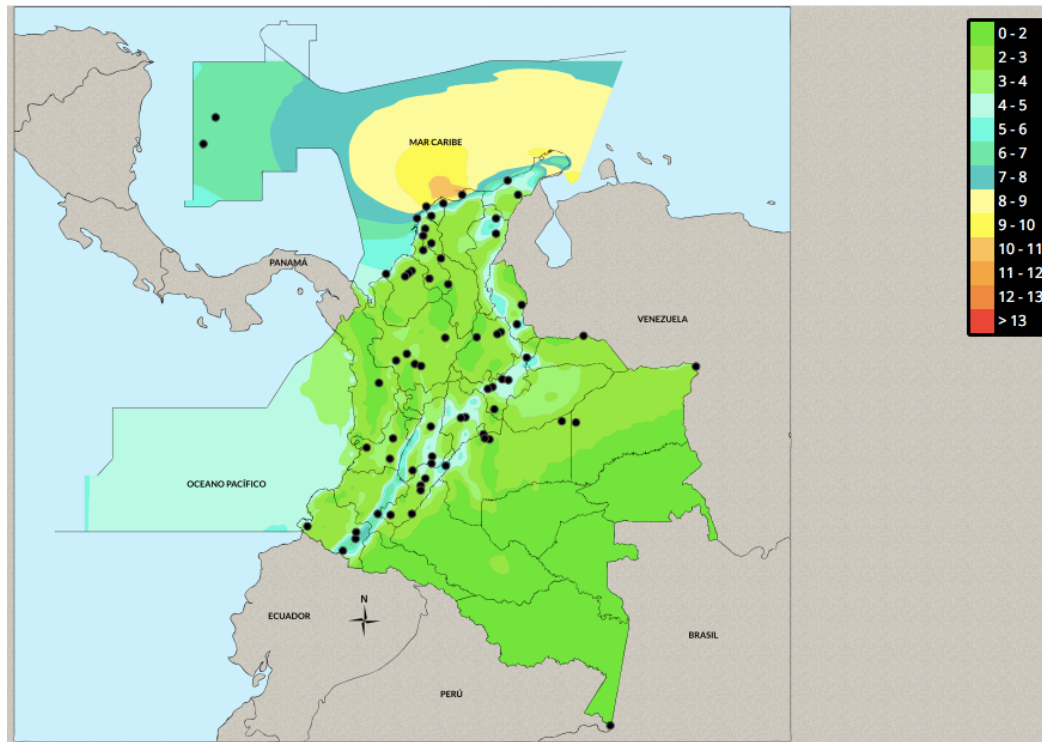 0 - 2
2 - 3
3 - 4
4 - 5
5 - 6
6 - 7
7 - 8
8 - 9
9 - 10
10 - 11
11 - 12
12 - 13
> 13
MAR CARIBE
PANAMÁ
VENEZUELA
OCEANO PACÍFICO
N
ECUADOR
BRASIL
PERÚ